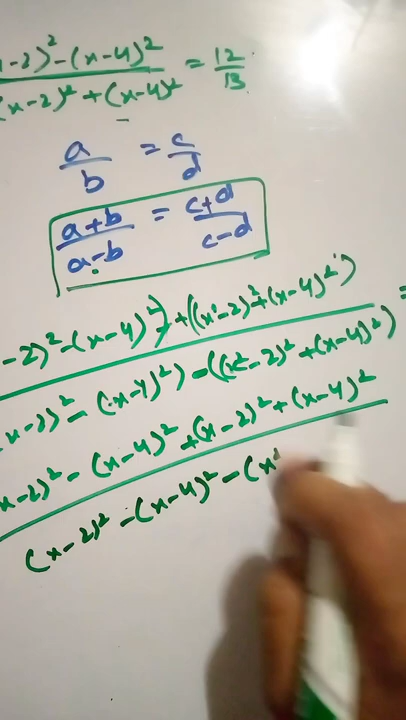 x-2)² - (x-4)² / (x-2)² + (x-4)² = 12/13
a/b = c/d
a+b/a-b = c+d/c-d
-2)² - (x-4)²) + ((x-2)² + (x-4)²) =
(x-2)² - (x-4)²) - ((x-2)² + (x-4)²)
x-2)² - (x-4)² + (x-2)² + (x-4)²
(x-2)² - (x-4)² - (x